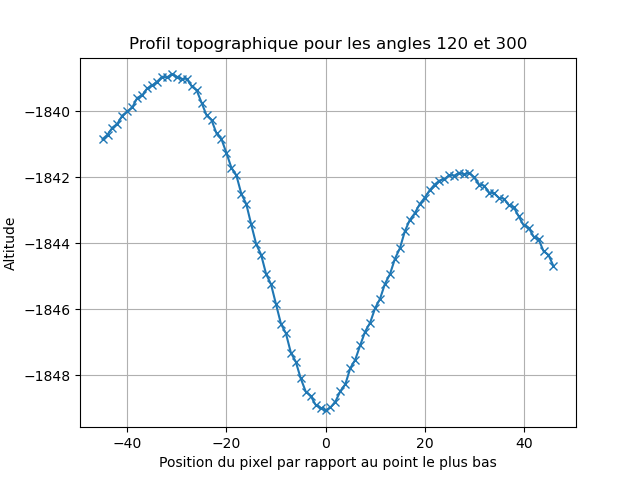 Profil topographique pour les angles 120 et 300
Altitude
−1840
−1842
−1844
−1846
−1848
−40 −20 0 20 40
Position du pixel par rapport au point le plus bas